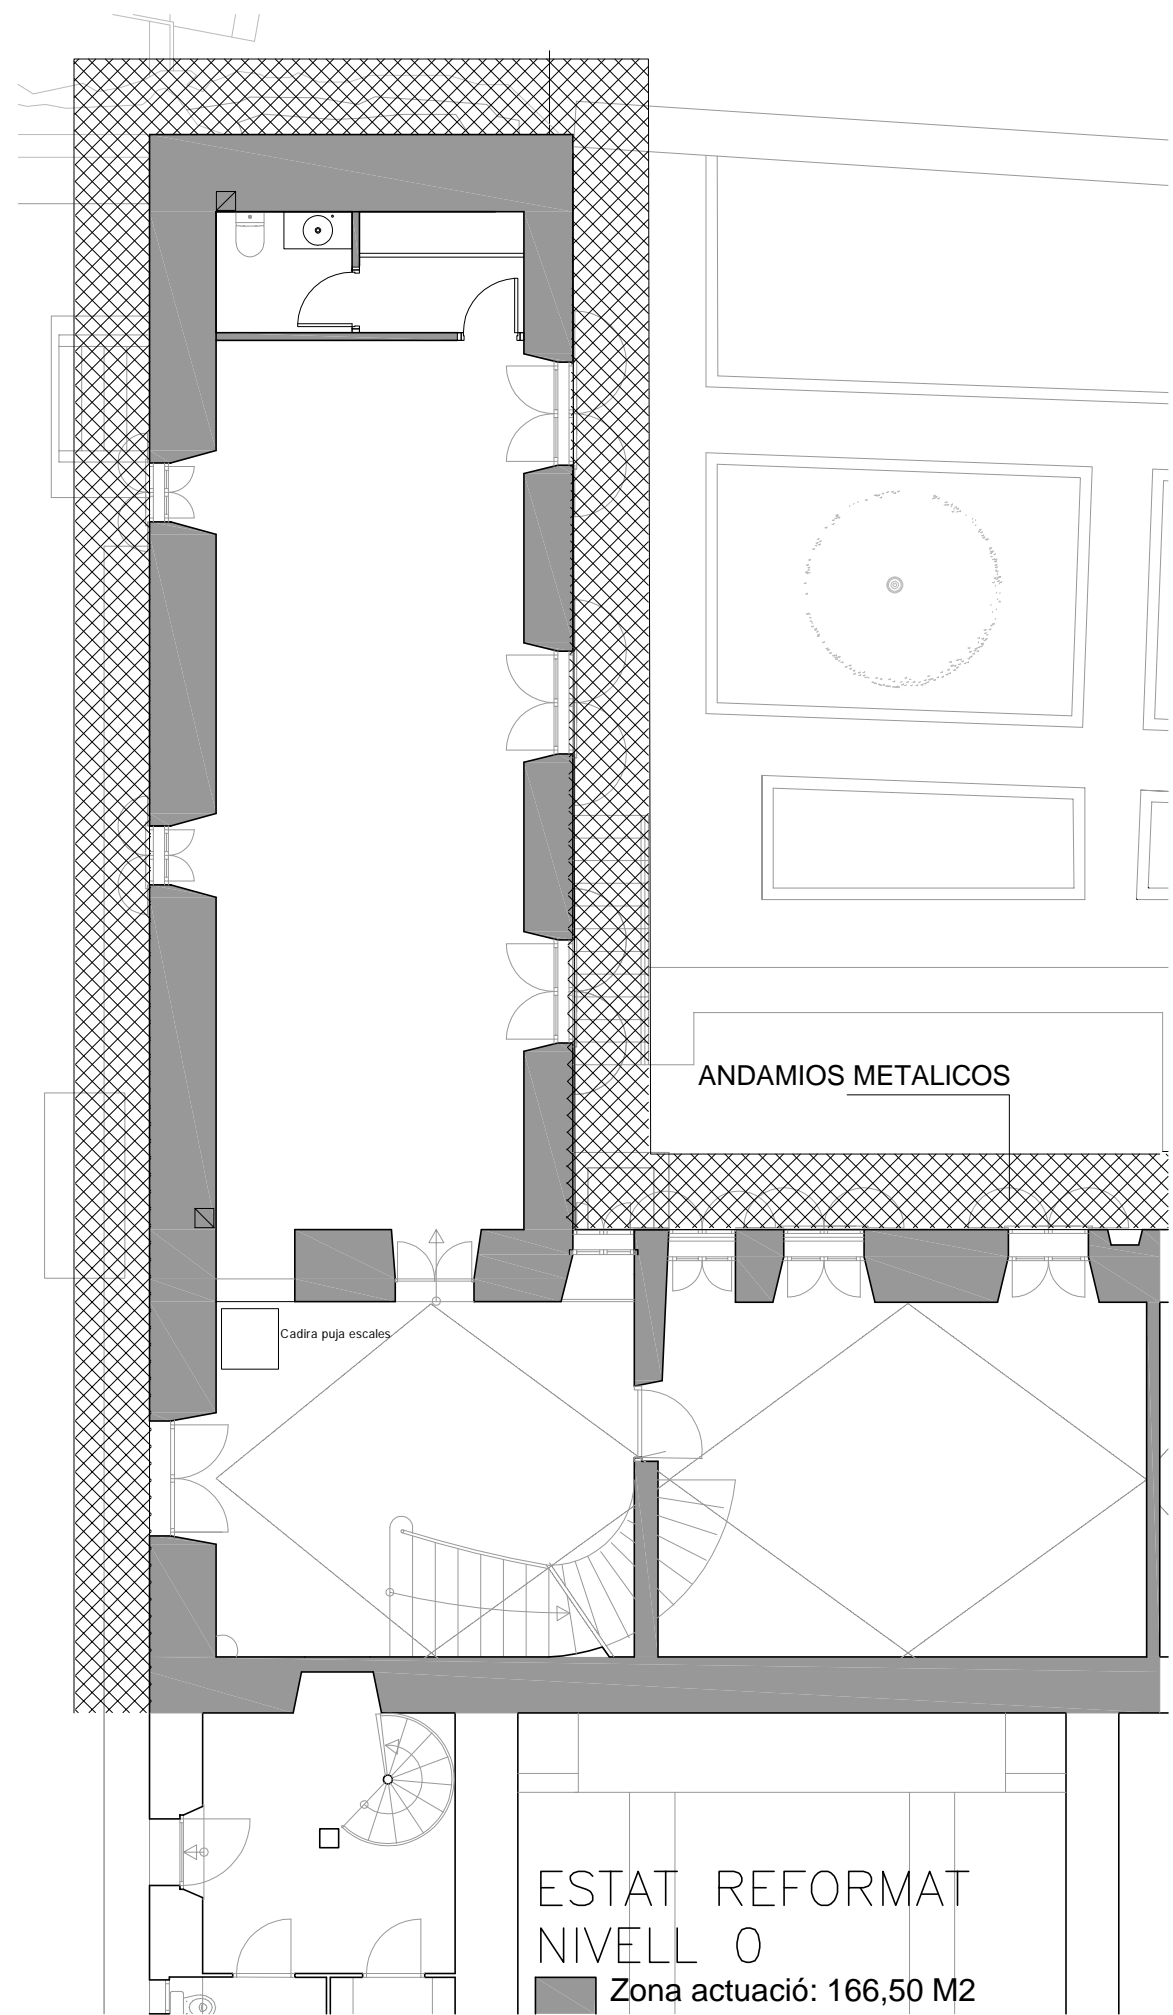 ANDAMIOS METALICOS
Cadira puja escales
ESTAT REFORMAT
NIVELL 0
Zona actuació: 166,50 M2